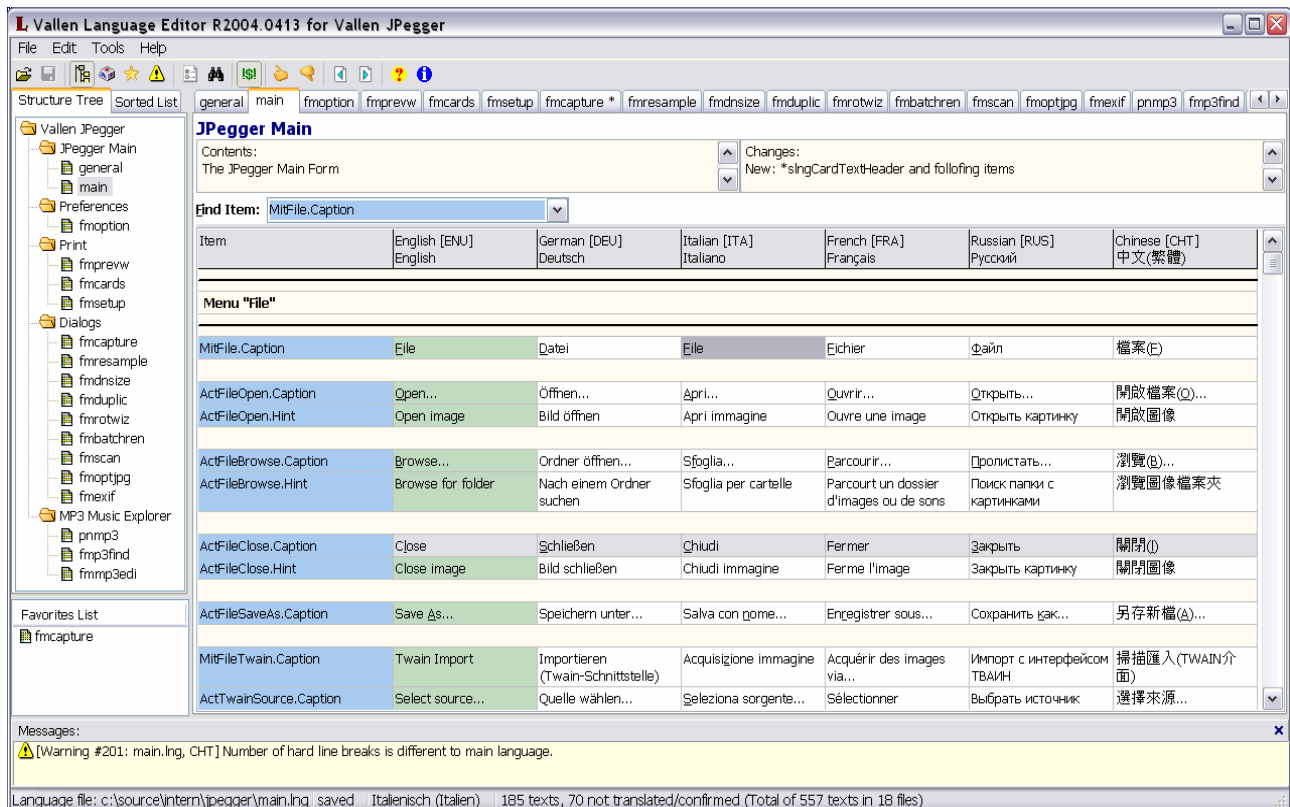 Vallen Language Editor R2004.0413 for Vallen JPegger
File Edit Tools Help
Structure Tree Sorted List
general main fmoption fmprevw fmcards fmsetup fmcapture * fmresample fmdnsize fmduplic fmrotwiz fmbatchren fmscan fmoptjpg fmexif pnmp3 fmp3find
Vallen JPegger
JPegger Main
general
main
Preferences
fmoption
Print
fmprevw
fmcards
fmsetup
Dialogs
fmcapture
fmresample
fmdnsize
fmduplic
fmrotwiz
fmbatchren
fmscan
fmoptjpg
fmexif
MP3 Music Explorer
pnmp3
fmp3find
fmmp3edi
Favorites List
fmcapture
JPegger Main
Contents:
The JPegger Main Form
Changes:
New: *slngCardTextHeader and follofing items
Find Item: MitFile.Caption
Item English [ENU] German [DEU] Italian [ITA] French [FRA] Russian [RUS] Chinese [CHT]
English Deutsch Italiano Français Русский 中文(繁體)
Menu "File"
MitFile.Caption File Datei File Fichier Файл 檔案(F)
ActFileOpen.Caption Open... Öffnen... Apri... Ouvrir... Открыть... 開啟檔案(O)...
ActFileOpen.Hint Open image Bild öffnen Apri immagine Ouvre une image Открыть картинку 開啟圖像
ActFileBrowse.Caption Browse... Ordner öffnen... Sfoglia... Parcourir... Пролистать... 瀏覽(B)...
ActFileBrowse.Hint Browse for folder Nach einem Ordner Sfoglia per cartelle Parcourt un dossier Поиск папки с 瀏覽圖像檔案夾
suchen d'images ou de sons картинками
ActFileClose.Caption Close Schließen Chiudi Fermer Закрыть 關閉(l)
ActFileClose.Hint Close image Bild schließen Chiudi immagine Ferme l'image Закрыть картинку 關閉圖像
ActFileSaveAs.Caption Save As... Speichern unter... Salva con nome... Enregistrer sous... Сохранить как... 另存新檔(A)...
MitFileTwain.Caption Twain Import Importieren Acquisizione immagine Acquérir des images Импорт с интерфейсом 掃描匯入(TWAIN介
(Twain-Schnittstelle) via... ТВАИН 面)
ActTwainSource.Caption Select source... Quelle wählen... Seleziona sorgente... Sélectionner Выбрать источник 選擇來源...
Messages:
[Warning #201: main.lng, CHT] Number of hard line breaks is different to main language.
Language file: c:\source\intern\jpegger\main.lng saved Italienisch (Italien) 185 texts, 70 not translated/confirmed (Total of 557 texts in 18 files)